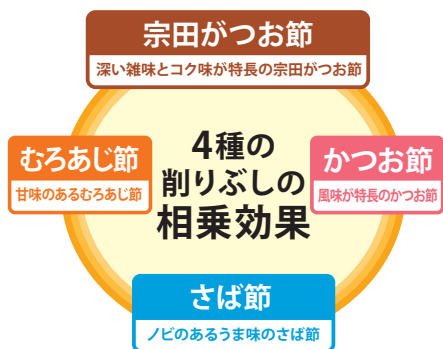 宗田がつお節
深い雑味とコク味が特長の宗田がつお節
むろあじ節
甘味のあるむろあじ節
4種の
削りぶしの
相乗効果
かつお節
風味が特長のかつお節
さば節
ノビのあるうま味のさば節